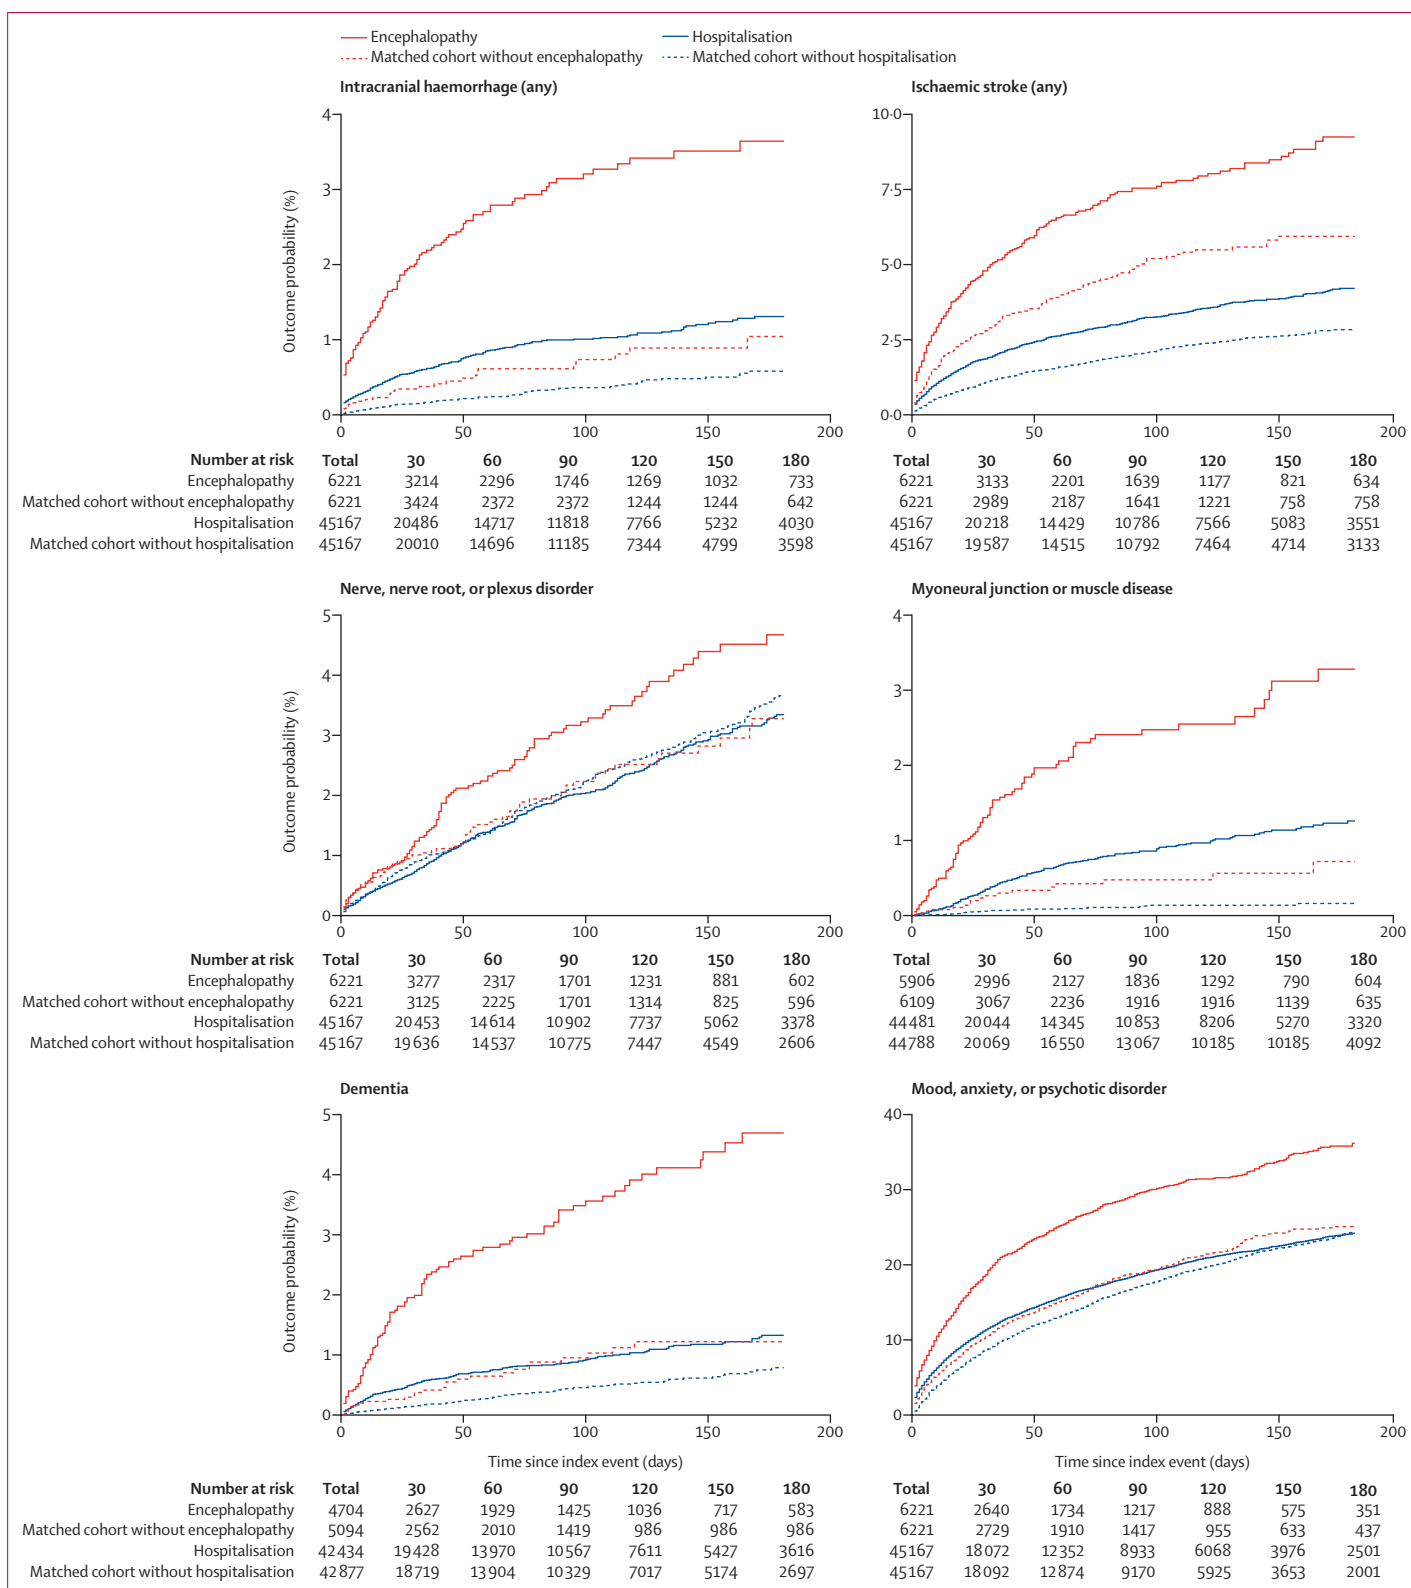 Encephalopathy
Hospitalisation
Matched cohort without encephalopathy
Matched cohort without hospitalisation
Intracranial haemorrhage (any)
Ischaemic stroke (any)
Outcome probability (%)
4
3
2
1
0
0 50 100 150 200
10·0
7·5
5·0
2·5
0·0
0 50 100 150 200
Number at risk Total 30 60 90 120 150 180 Total 30 60 90 120 150 180
Encephalopathy 6221 3214 2296 1746 1269 1032 733 6221 3133 2201 1639 1177 821 634
Matched cohort without encephalopathy 6221 3424 2372 2372 1244 1244 642 6221 2989 2187 1641 1221 758 758
Hospitalisation 45167 20486 14717 11818 7766 5232 4030 45167 20218 14429 10786 7566 5083 3551
Matched cohort without hospitalisation 45167 20010 14696 11185 7344 4799 3598 45167 19587 14515 10792 7464 4714 3133
Nerve, nerve root, or plexus disorder
Myoneural junction or muscle disease
Outcome probability (%)
5
4
3
2
1
0
0 50 100 150 200
4
3
2
1
0
0 50 100 150 200
Number at risk Total 30 60 90 120 150 180 Total 30 60 90 120 150 180
Encephalopathy 6221 3277 2317 1701 1231 881 602 5906 2996 2127 1836 1292 790 604
Matched cohort without encephalopathy 6221 3125 2225 1701 1314 825 596 6109 3067 2236 1916 1916 1139 635
Hospitalisation 45167 20453 14614 10902 7737 5062 3378 44481 20044 14345 10853 8206 5270 3320
Matched cohort without hospitalisation 45167 19636 14537 10775 7447 4549 2606 44788 20069 16550 13067 10185 10185 4092
Dementia
Mood, anxiety, or psychotic disorder
Outcome probability (%)
5
4
3
2
1
0
0 50 100 150 200
Time since index event (days)
40
30
20
10
0
0 50 100 150 200
Time since index event (days)
Number at risk Total 30 60 90 120 150 180 Total 30 60 90 120 150 180
Encephalopathy 4704 2627 1929 1425 1036 717 583 6221 2640 1734 1217 888 575 351
Matched cohort without encephalopathy 5094 2562 2010 1419 986 986 986 6221 2729 1910 1417 955 633 437
Hospitalisation 42434 19428 13970 10567 7611 5427 3616 45167 18072 12352 8933 6068 3976 2501
Matched cohort without hospitalisation 42877 18719 13904 10329 7017 5174 2697 45167 18092 12874 9170 5925 3653 2001